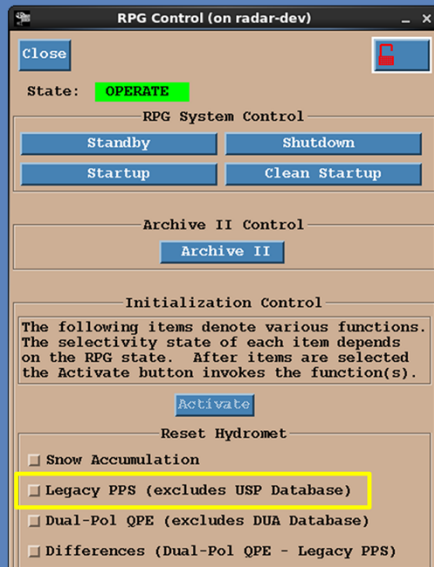 RPG Control (on radar-dev)
Close
State: OPERATE
RPG System Control
Standby Shutdown
Startup Clean Startup
Archive II Control
Archive II
Initialization Control
The following items denote various functions.
The selectivity state of each item depends
on the RPG state. After items are selected
the Activate button invokes the function(s).
Activate
Reset Hydromet
Snow Accumulation
Legacy PPS (excludes USP Database)
Dual-Pol QPE (excludes DUA Database)
Differences (Dual-Pol QPE - Legacy PPS)